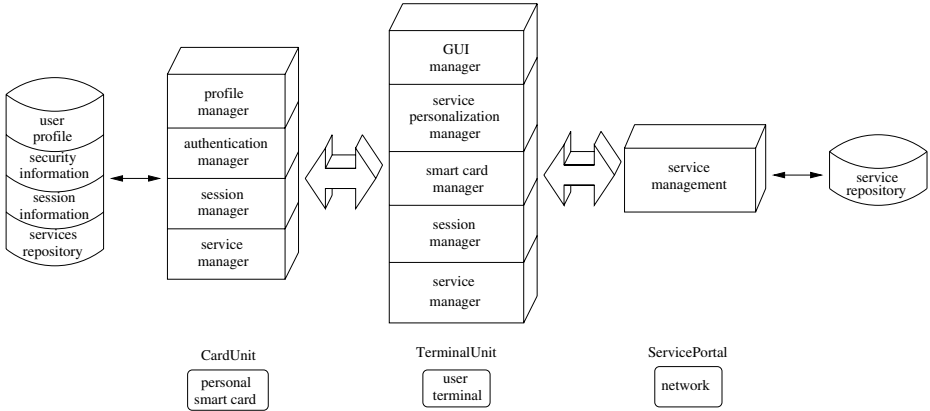 user
profile
security
information
session
information
services
repository
profile
manager
authentication
manager
session
manager
service
manager
GUI
manager
service
personalization
manager
smart card
manager
session
manager
service
manager
service
management
service
repository
CardUnit
personal
smart card
TerminalUnit
user
terminal
ServicePortal
network